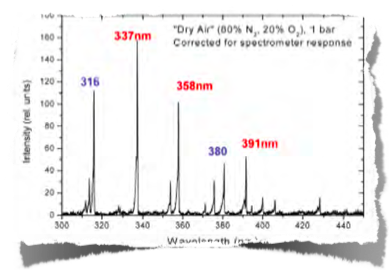 "Dry Air" (80% N2, 20% O2), 1 bar
Corrected for spectrometer response
337nm
316
358nm
380
391nm
Intensity (rel. units)
160
140
120
100
80
60
40
20
0
300 320 340 360 380 400 420 440
Wavelength